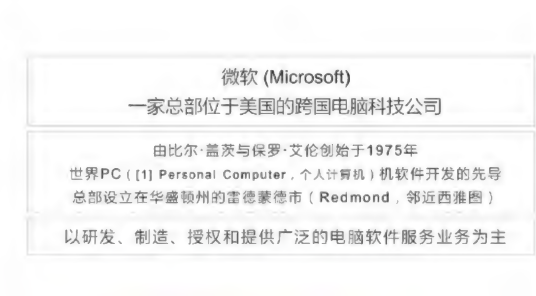 微软 (Microsoft)
一家总部位于美国的跨国电脑科技公司
由比尔·盖茨与保罗·艾伦创始于1975年
世界PC（[1] Personal Computer，个人计算机）机软件开发的先导
总部设立在华盛顿州的雷德蒙德市（Redmond，邻近西雅图）
以研发、制造、授权和提供广泛的电脑软件服务业务为主